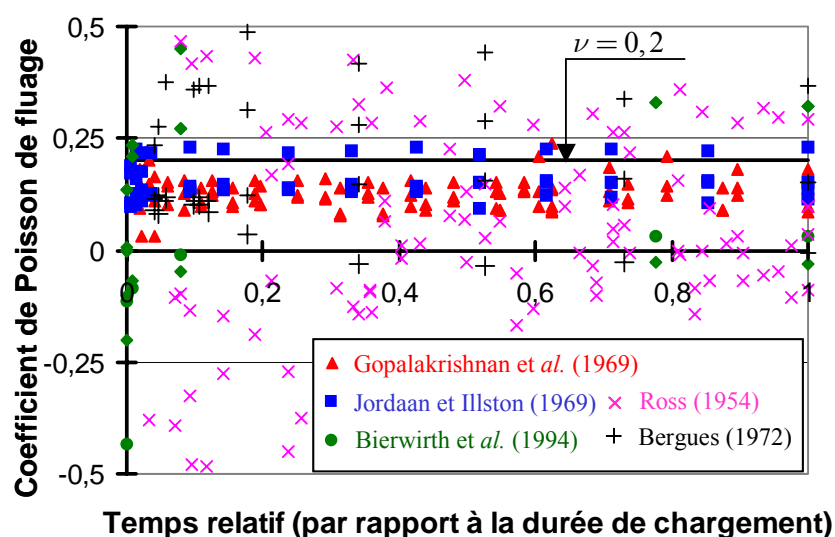 0,5
0,25
0
-0,25
-0,5
Coefficient de Poisson de fluage
ν = 0,2
0
0,2
0,4
0,6
0,8
1
Gopalakrishnan et al. (1969)
Jordaan et Illston (1969)
Ross (1954)
Bierwirth et al. (1994)
Bergues (1972)
Temps relatif (par rapport à la durée de chargement)